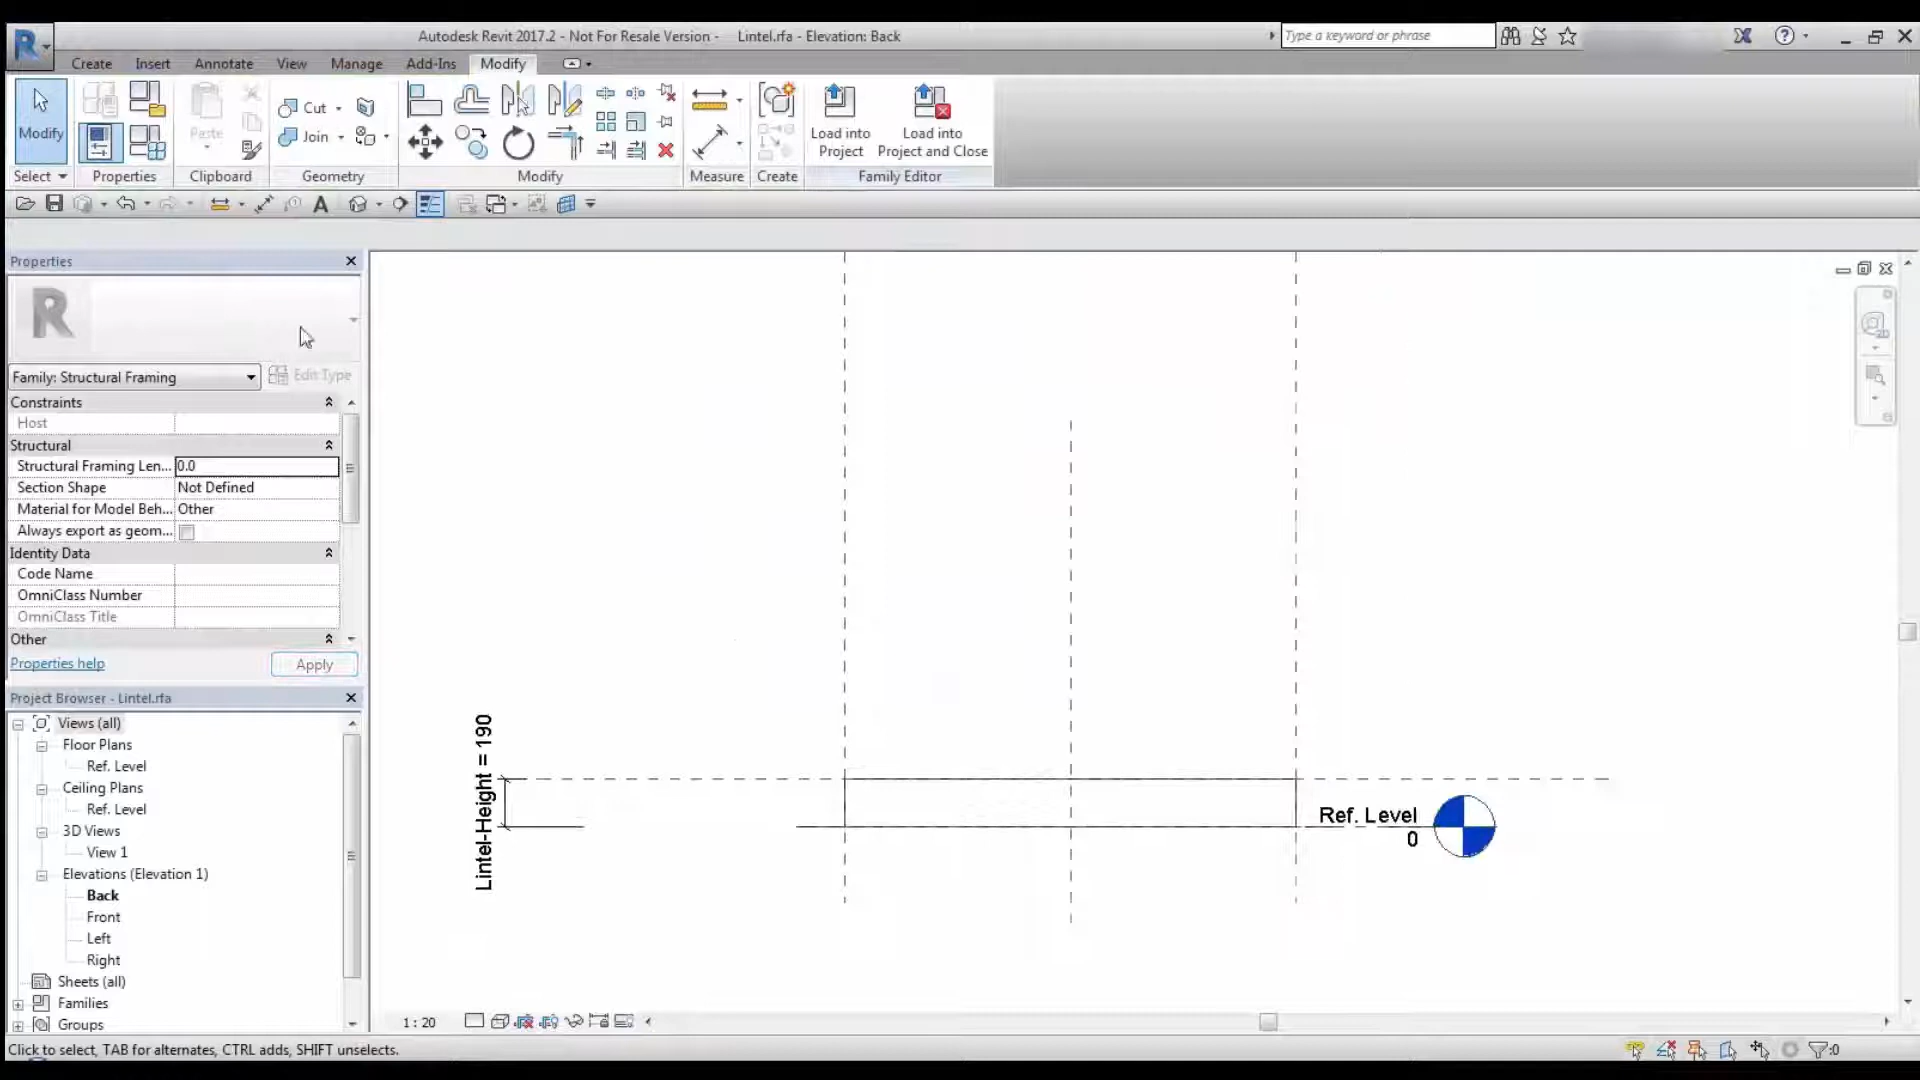 Autodesk Revit 2017.2 - Not For Resale Version - Lintel.rfa - Elevation: Back
Type a keyword or phrase
R
Create Insert Annotate View Manage Add-Ins Modify
Modify
Paste
Cut
Join
Load into Project
Load into Project and Close
Select Properties Clipboard Geometry Modify Measure Create Family Editor
A
Properties
R
Family: Structural Framing
Edit Type
Constraints
Host
Structural
Structural Framing Len... 0.0
Section Shape Not Defined
Material for Model Beh... Other
Always export as geom...
Identity Data
Code Name
OmniClass Number
OmniClass Title
Other
Properties help
Apply
Project Browser - Lintel.rfa
Views (all)
Floor Plans
Ref. Level
Ceiling Plans
Ref. Level
3D Views
View 1
Elevations (Elevation 1)
Back
Front
Left
Right
Sheets (all)
Families
Groups
Lintel-Height = 190
Ref. Level
0
2D
1 : 20
Click to select, TAB for alternates, CTRL adds, SHIFT unselects.
:0